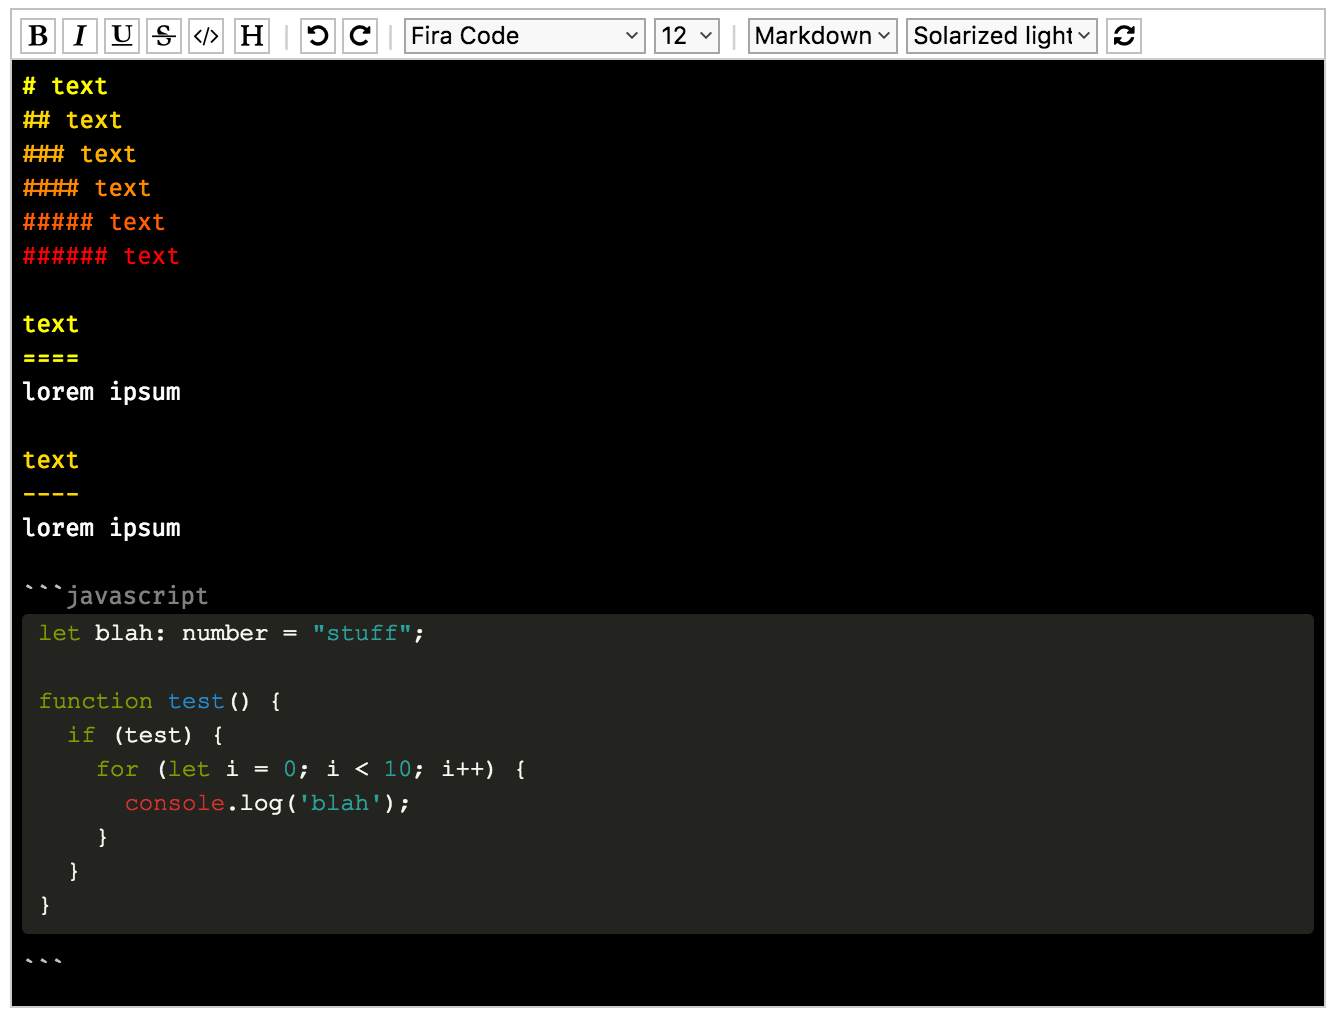 B I U S </> H | | Fira Code 12 | Markdown Solarized light
# text
## text
### text
#### text
##### text
###### text
text
====
lorem ipsum
text
----
lorem ipsum
```javascript
let blah: number = "stuff";
function test() {
  if (test) {
    for (let i = 0; i < 10; i++) {
      console.log('blah');
    }
  }
}
```